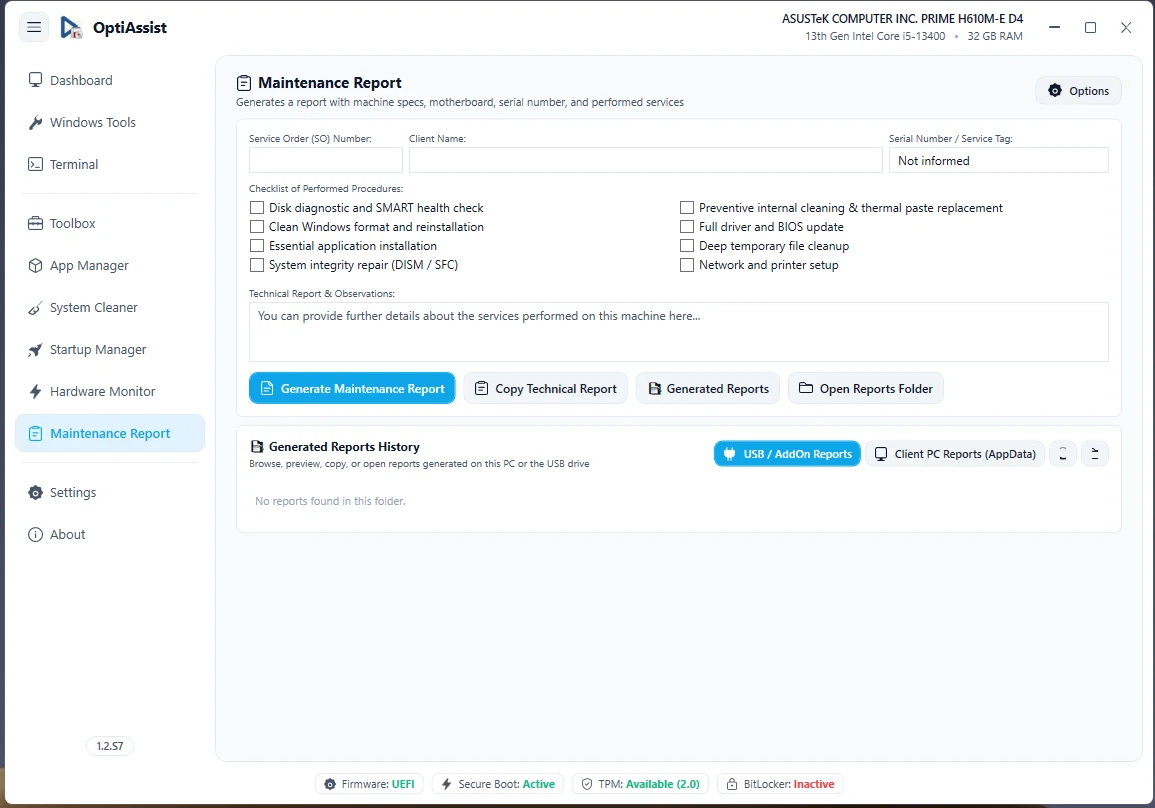 OptiAssist
ASUSTeK COMPUTER INC. PRIME H610M-E D4
13th Gen Intel Core i5-13400 • 32 GB RAM
Dashboard
Windows Tools
Terminal
Toolbox
App Manager
System Cleaner
Startup Manager
Hardware Monitor
Maintenance Report
Settings
About
1.2.S7
Maintenance Report
Generates a report with machine specs, motherboard, serial number, and performed services
Options
Service Order (SO) Number:
Client Name:
Serial Number / Service Tag:
Not informed
Checklist of Performed Procedures:
Disk diagnostic and SMART health check
Preventive internal cleaning & thermal paste replacement
Clean Windows format and reinstallation
Full driver and BIOS update
Essential application installation
Deep temporary file cleanup
System integrity repair (DISM / SFC)
Network and printer setup
Technical Report & Observations:
You can provide further details about the services performed on this machine here...
Generate Maintenance Report
Copy Technical Report
Generated Reports
Open Reports Folder
Generated Reports History
Browse, preview, copy, or open reports generated on this PC or the USB drive
USB / AddOn Reports
Client PC Reports (AppData)
No reports found in this folder.
Firmware: UEFI
Secure Boot: Active
TPM: Available (2.0)
BitLocker: Inactive